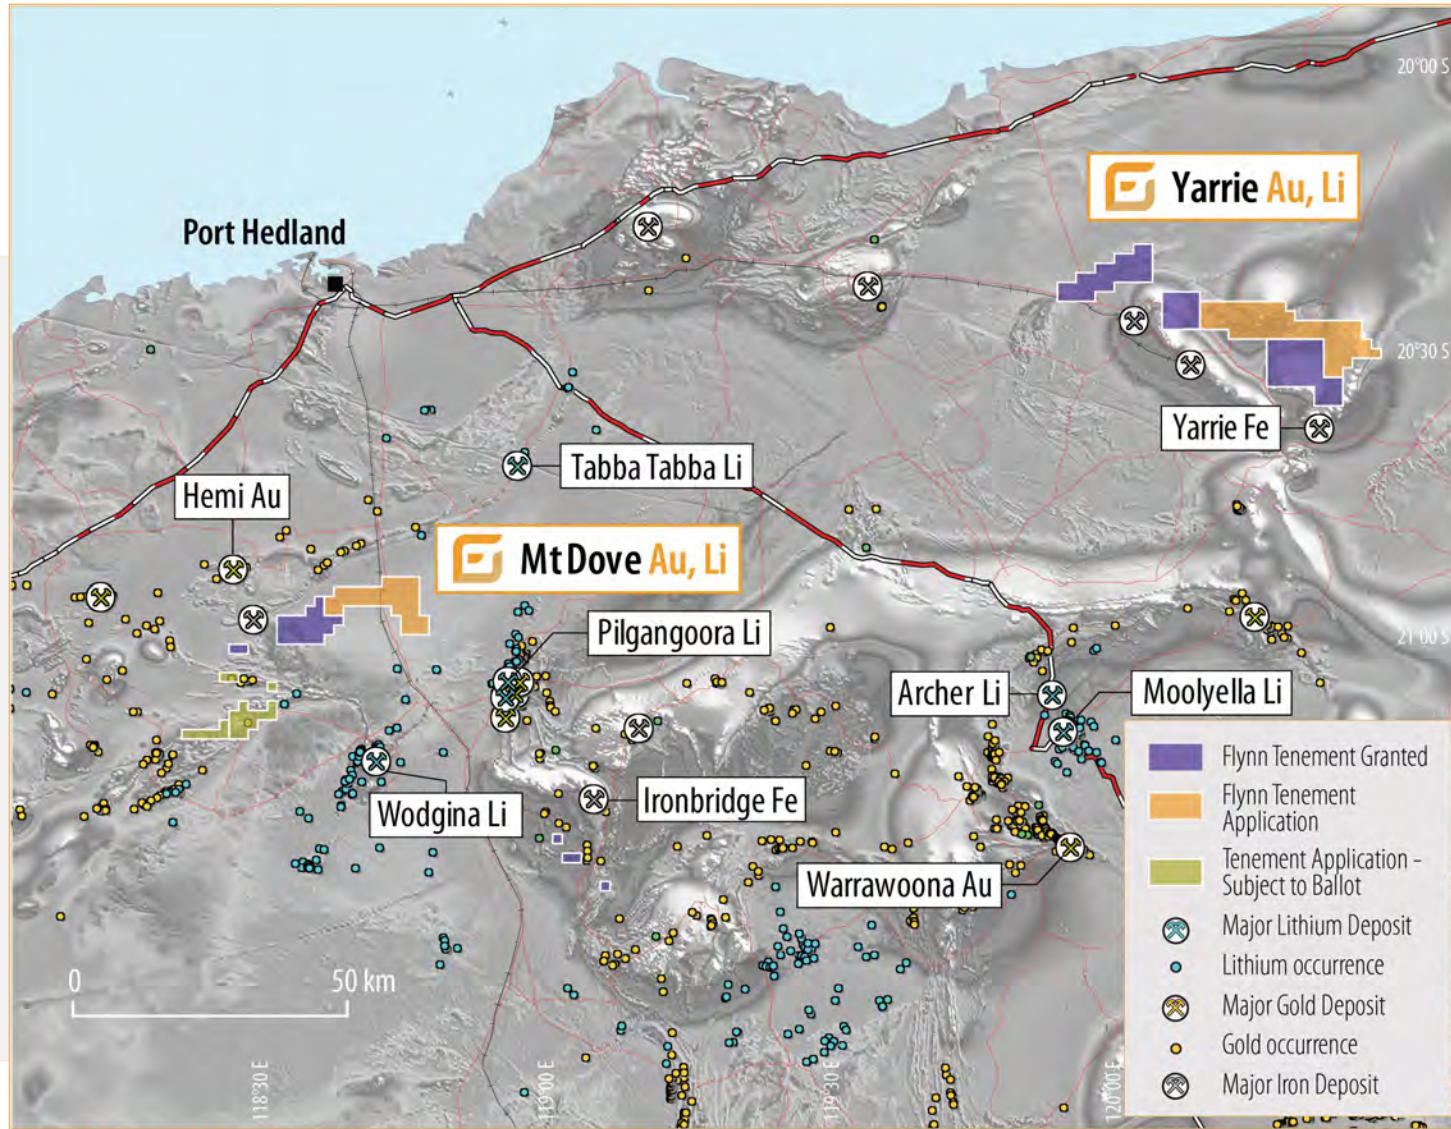 20°00 S
Yarrie Au, Li
Port Hedland
20°30 S
Yarrie Fe
Tabba Tabba Li
Hemi Au
Mt Dove Au, Li
Pilgangoora Li
21°00 S
Archer Li
Moolyella Li
Wodgina Li
Ironbridge Fe
Warrawoona Au
0
50 km
118°30 E
119°00 E
119°30 E
120°00 E
Flynn Tenement Granted
Flynn Tenement
Application
Tenement Application –
Subject to Ballot
Major Lithium Deposit
Lithium occurrence
Major Gold Deposit
Gold occurrence
Major Iron Deposit